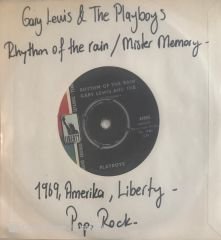 Gary Lewis & The Playboys
Rhythm of the rain / Mister Memory -
RHYTHM OF THE RAIN
GARY LEWIS AND THE
PLAYBOYS
LIBERTY
1969, Amerika, Liberty -
Pop, Rock.